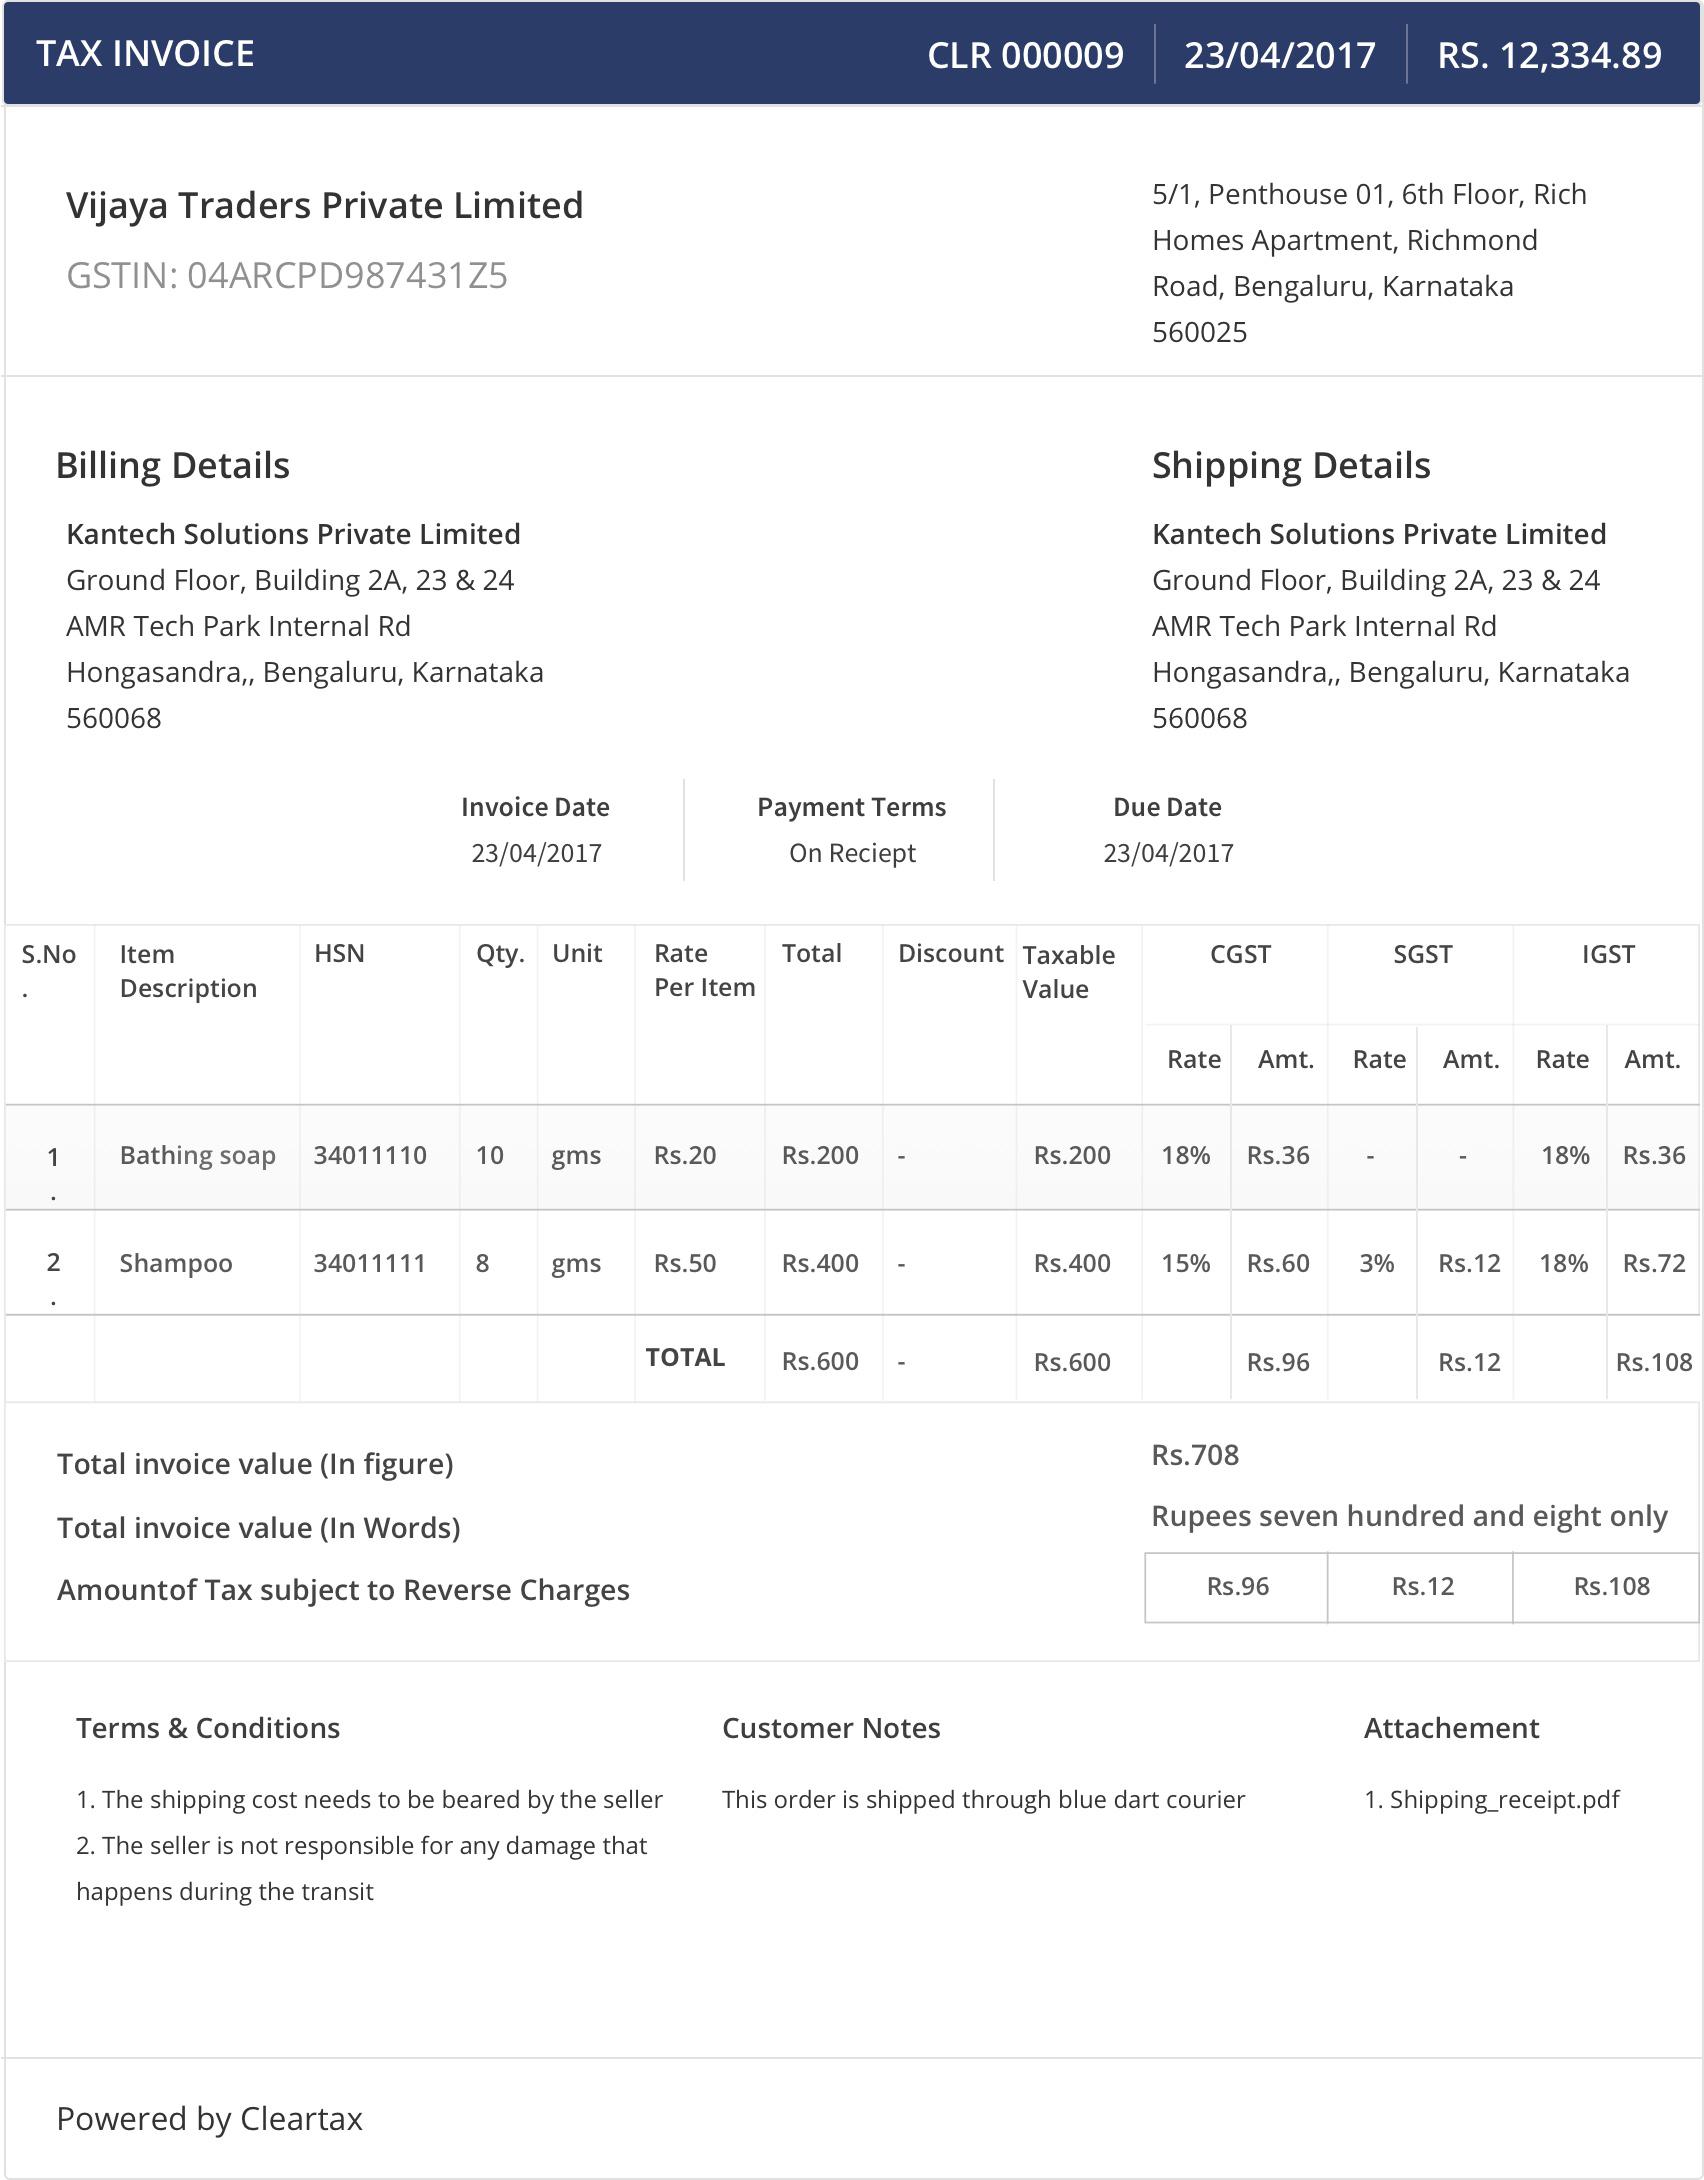 TAX INVOICE CLR 000009 23/04/2017 RS. 12,334.89
Vijaya Traders Private Limited
GSTIN: 04ARCPD987431Z5
5/1, Penthouse 01, 6th Floor, Rich
Homes Apartment, Richmond
Road, Bengaluru, Karnataka
560025
Billing Details
Kantech Solutions Private Limited
Ground Floor, Building 2A, 23 & 24
AMR Tech Park Internal Rd
Hongasandra,, Bengaluru, Karnataka
560068
Shipping Details
Kantech Solutions Private Limited
Ground Floor, Building 2A, 23 & 24
AMR Tech Park Internal Rd
Hongasandra,, Bengaluru, Karnataka
560068
Invoice Date Payment Terms Due Date
23/04/2017 On Reciept 23/04/2017
S.No Item HSN Qty. Unit Rate Total Discount Taxable CGST SGST IGST
. Description Per Item Value
Rate Amt. Rate Amt. Rate Amt.
1 Bathing soap 34011110 10 gms Rs.20 Rs.200 - Rs.200 18% Rs.36 - - 18% Rs.36
.
2 Shampoo 34011111 8 gms Rs.50 Rs.400 - Rs.400 15% Rs.60 3% Rs.12 18% Rs.72
.
TOTAL Rs.600 - Rs.600 Rs.96 Rs.12 Rs.108
Total invoice value (In figure) Rs.708
Total invoice value (In Words) Rupees seven hundred and eight only
Amountof Tax subject to Reverse Charges Rs.96 Rs.12 Rs.108
Terms & Conditions
1. The shipping cost needs to be beared by the seller
2. The seller is not responsible for any damage that
happens during the transit
Customer Notes
This order is shipped through blue dart courier
Attachement
1. Shipping_receipt.pdf
Powered by Cleartax